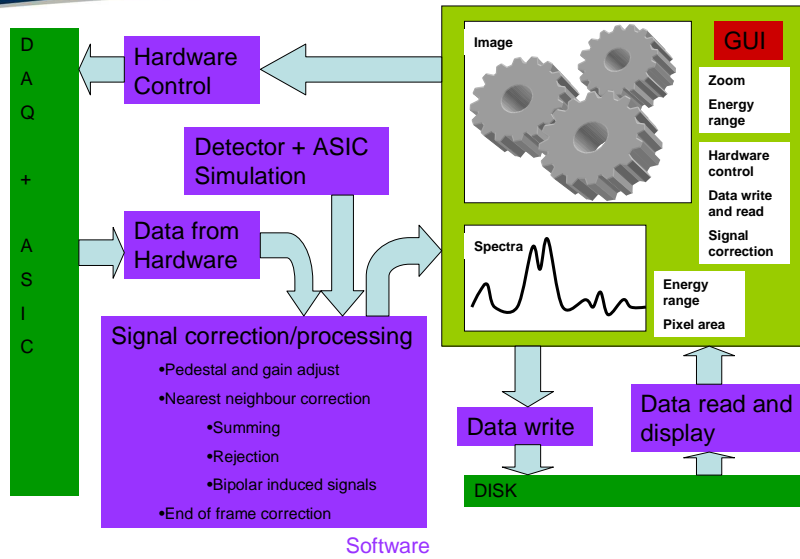 D
A
Q
+
A
S
I
C
Hardware
Control
Detector + ASIC
Simulation
Data from
Hardware
Signal correction/processing
•Pedestal and gain adjust
•Nearest neighbour correction
•Summing
•Rejection
•Bipolar induced signals
•End of frame correction
Software
Image
GUI
Zoom
Energy
range
Hardware
control
Data write
and read
Signal
correction
Spectra
Energy
range
Pixel area
Data write
Data read and
display
DISK